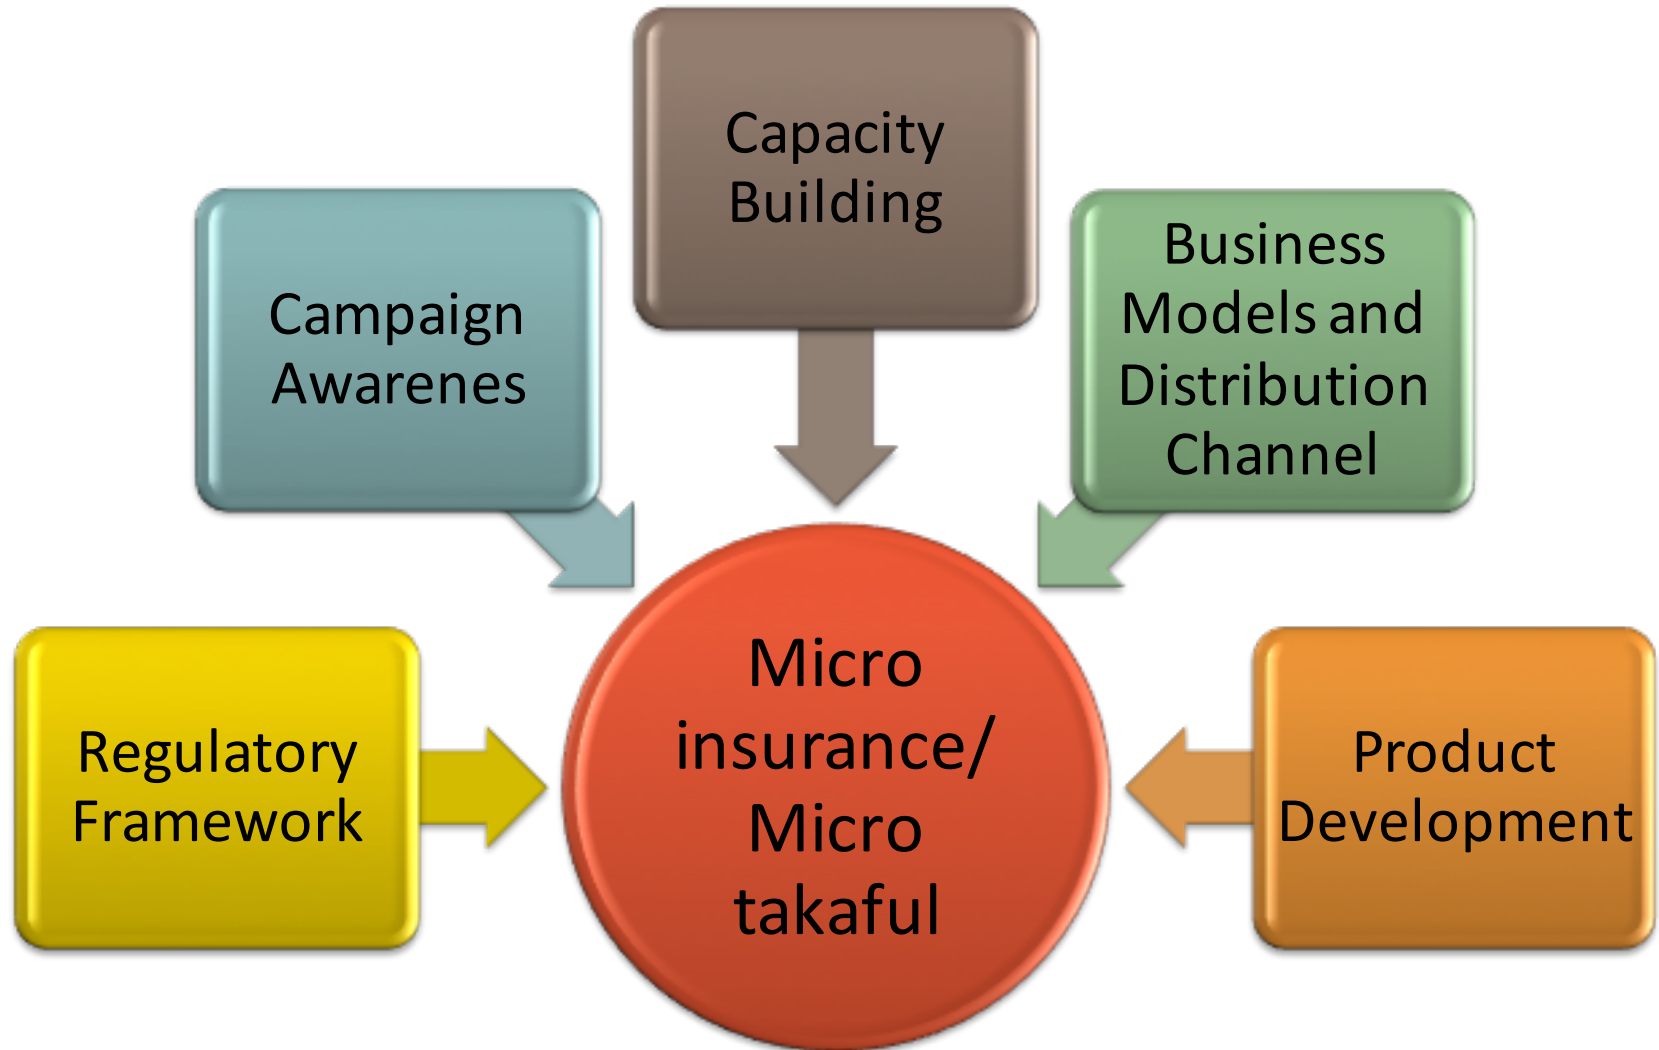 Capacity
Building
Campaign
Awarenes
Business
Models and
Distribution
Channel
Regulatory
Framework
Micro
insurance/
Micro
takaful
Product
Development